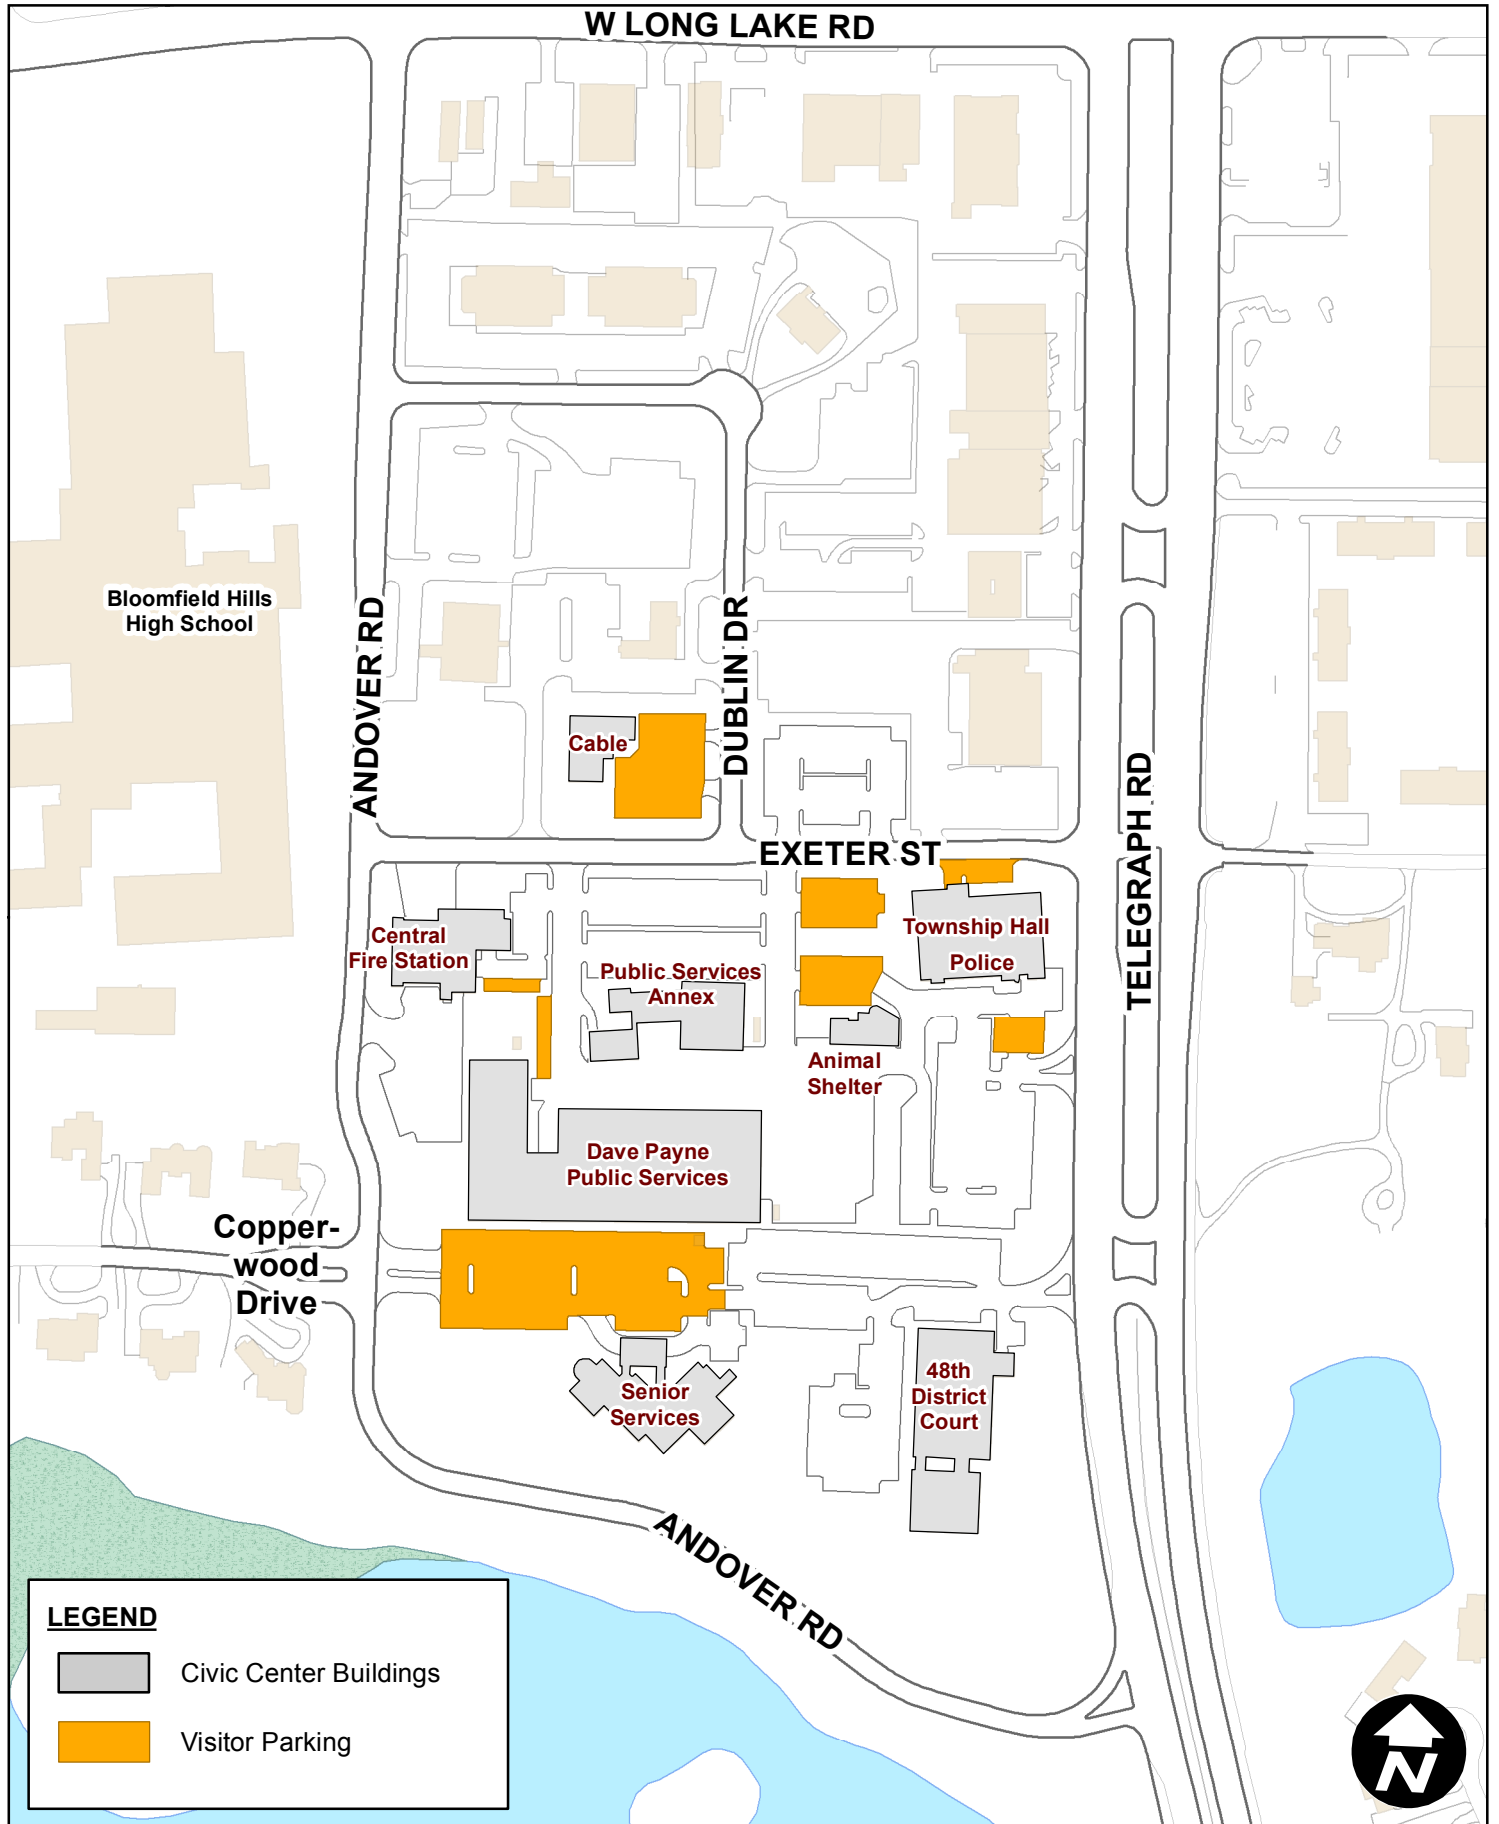 W LONG LAKE RD
Bloomfield Hills
High School
ANDOVER RD
DUBLIN DR
Cable
TELEGRAPH RD
EXETER ST
Central
Fire Station
Township Hall
Police
Public Services
Annex
Animal
Shelter
Dave Payne
Public Services
Copper-
wood
Drive
Senior
Services
48th
District
Court
ANDOVER RD
LEGEND
Civic Center Buildings
Visitor Parking
N